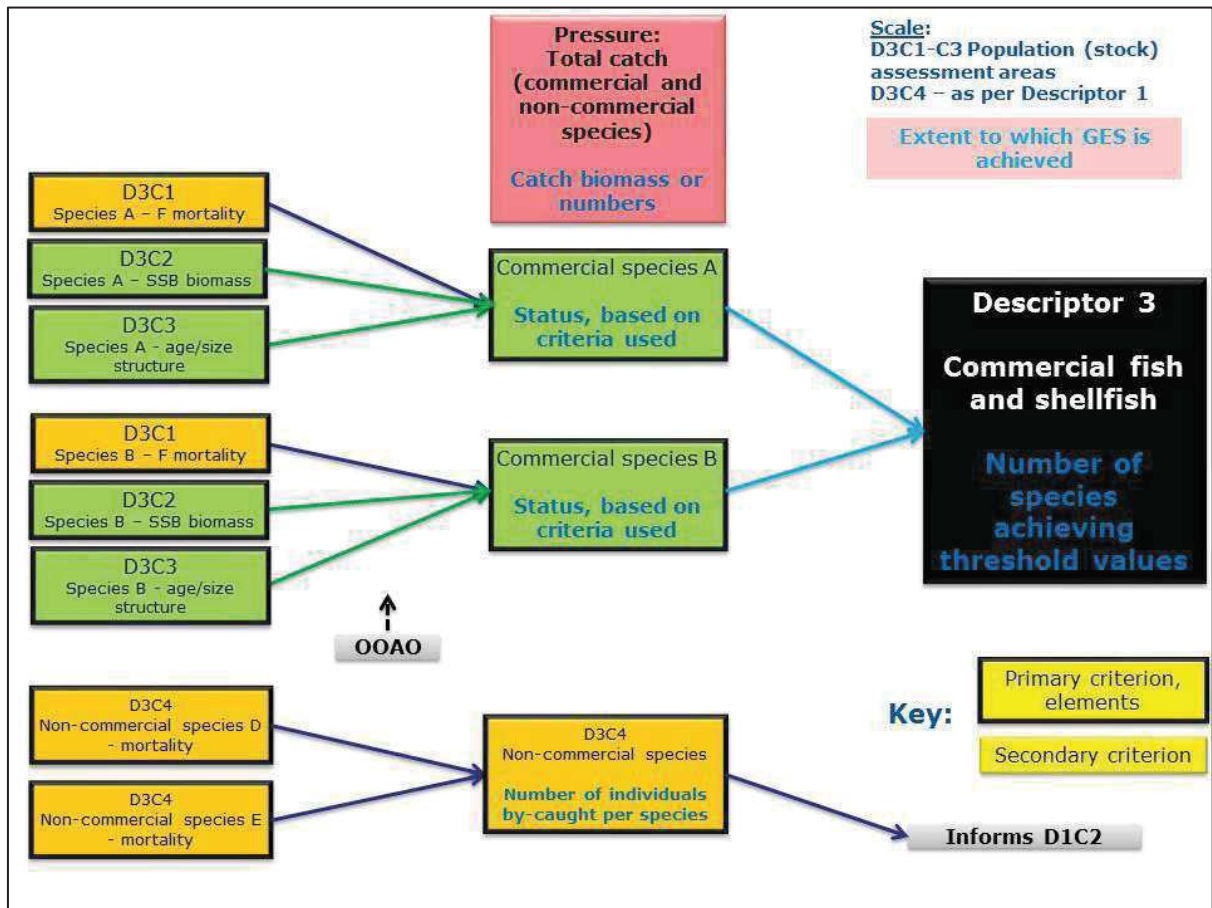 Pressure:
Total catch
(commercial and
non-commercial
species)
Catch biomass or
numbers
Scale:
D3C1-C3 Population (stock)
assessment areas
D3C4 – as per Descriptor 1
Extent to which GES is
achieved
D3C1
Species A – F mortality
D3C2
Species A – SSB biomass
D3C3
Species A - age/size
structure
Commercial species A
Status, based on
criteria used
D3C1
Species B – F mortality
D3C2
Species B – SSB biomass
D3C3
Species B - age/size
structure
Commercial species B
Status, based on
criteria used
Descriptor 3
Commercial fish
and shellfish
Number of
species
achieving
threshold values
OOAO
D3C4
Non-commercial species D
- mortality
D3C4
Non-commercial species E
- mortality
D3C4
Non-commercial species
Number of individuals
by-caught per species
Informs D1C2
Key:
Primary criterion,
elements
Secondary criterion